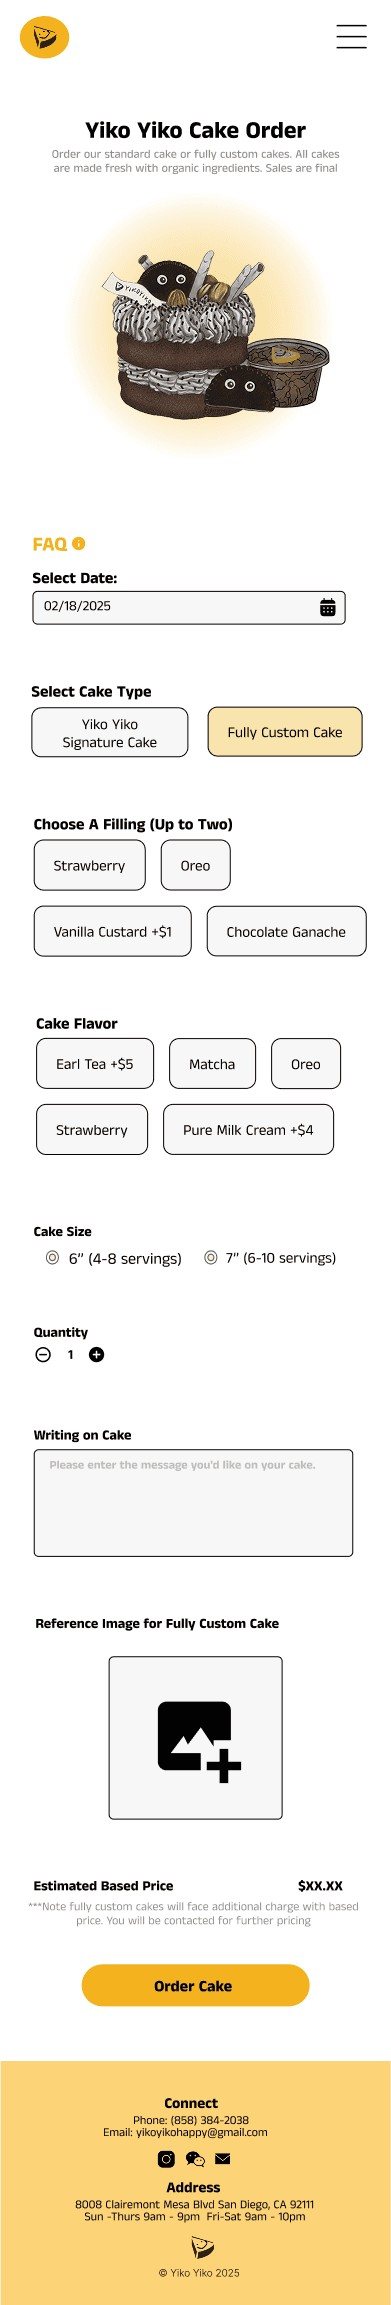 Yiko Yiko Cake Order
Order our standard cake or fully custom cakes. All cakes
are made fresh with organic ingredients. Sales are final
YikoYiko
FAQ
Select Date:
02/18/2025
Select Cake Type
Yiko Yiko
Signature Cake
Fully Custom Cake
Choose A Filling (Up to Two)
Strawberry
Oreo
Vanilla Custard +$1
Chocolate Ganache
Cake Flavor
Earl Tea +$5
Matcha
Oreo
Strawberry
Pure Milk Cream +$4
Cake Size
6” (4-8 servings)
7” (6-10 servings)
Quantity
1
Writing on Cake
Please enter the message you'd like on your cake.
Reference Image for Fully Custom Cake
Estimated Based Price $XX.XX
***Note fully custom cakes will face additional charge with based
price. You will be contacted for further pricing
Order Cake
Connect
Phone: (858) 384-2038
Email: yikoyikohappy@gmail.com
Address
8008 Clairemont Mesa Blvd San Diego, CA 92111
Sun -Thurs 9am - 9pm  Fri-Sat 9am - 10pm
© Yiko Yiko 2025